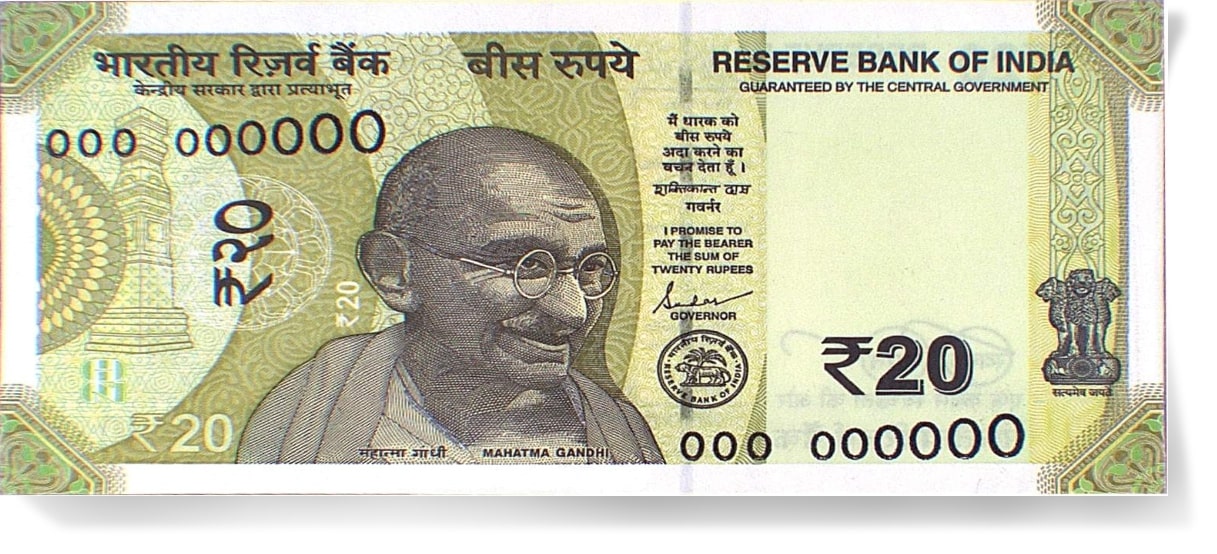 भारतीय रिज़र्व बैंक
केन्द्रीय सरकार द्वारा प्रत्याभूत
बीस रुपये
RESERVE BANK OF INDIA
GUARANTEED BY THE CENTRAL GOVERNMENT
000 000000
₹२०
₹20
मैं धारक को
बीस रुपये
अदा करने का
वचन देता हूँ ।
शक्तिकान्त दास
गवर्नर
I PROMISE TO
PAY THE BEARER
THE SUM OF
TWENTY RUPEES
GOVERNOR
भारतीय रिज़र्व बैंक
RESERVE BANK OF INDIA
₹20
सत्यमेव जयते
₹20
महात्मा गांधी
MAHATMA GANDHI
000 000000